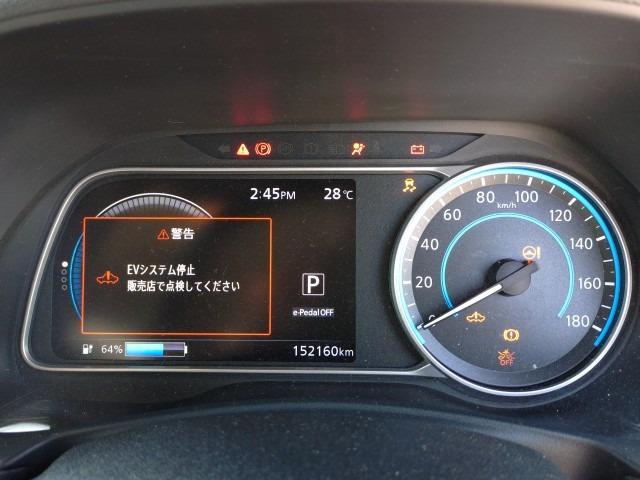 2:45PM
28℃
警告
EVシステム停止
販売店で点検してください
P
e-Pedal OFF
64%
152160km
0
20
40
60
80
100
120
140
160
180
km/h
OFF